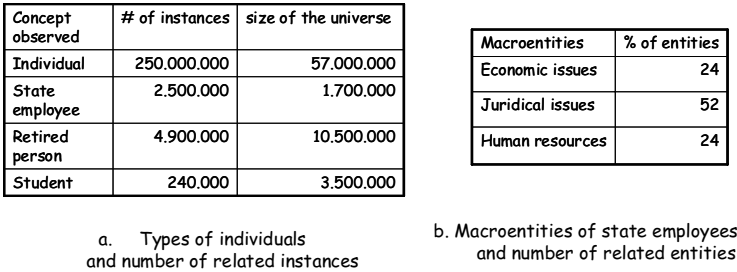 Concept observed # of instances size of the universe
Individual 250.000.000 57.000.000
State employee 2.500.000 1.700.000
Retired person 4.900.000 10.500.000
Student 240.000 3.500.000
a. Types of individuals
and number of related instances
Macroentities % of entities
Economic issues 24
Juridical issues 52
Human resources 24
b. Macroentities of state employees
and number of related entities